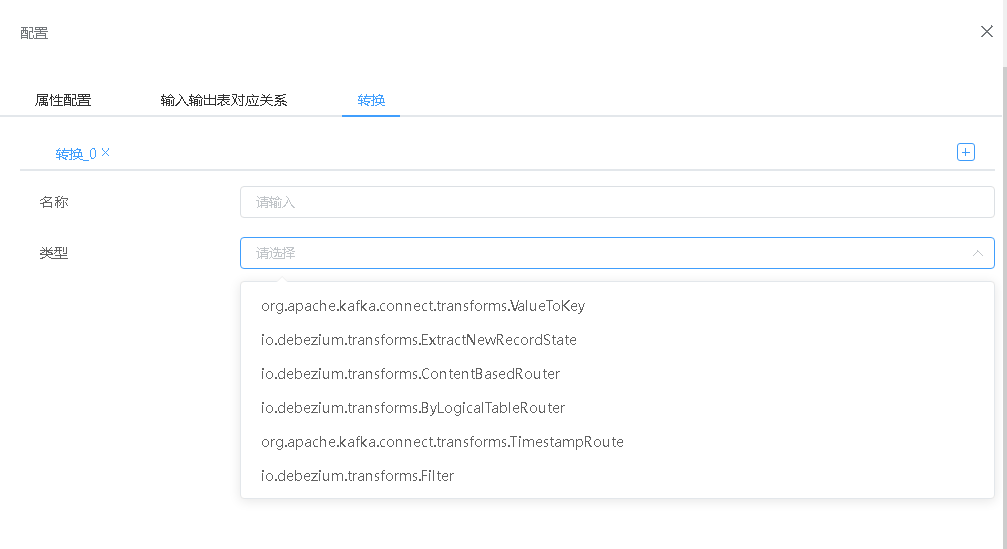 配置
属性配置 输入输出表对应关系 转换
转换_0
名称 请输入
类型 请选择
org.apache.kafka.connect.transforms.ValueToKey
io.debezium.transforms.ExtractNewRecordState
io.debezium.transforms.ContentBasedRouter
io.debezium.transforms.ByLogicalTableRouter
org.apache.kafka.connect.transforms.TimestampRoute
io.debezium.transforms.Filter